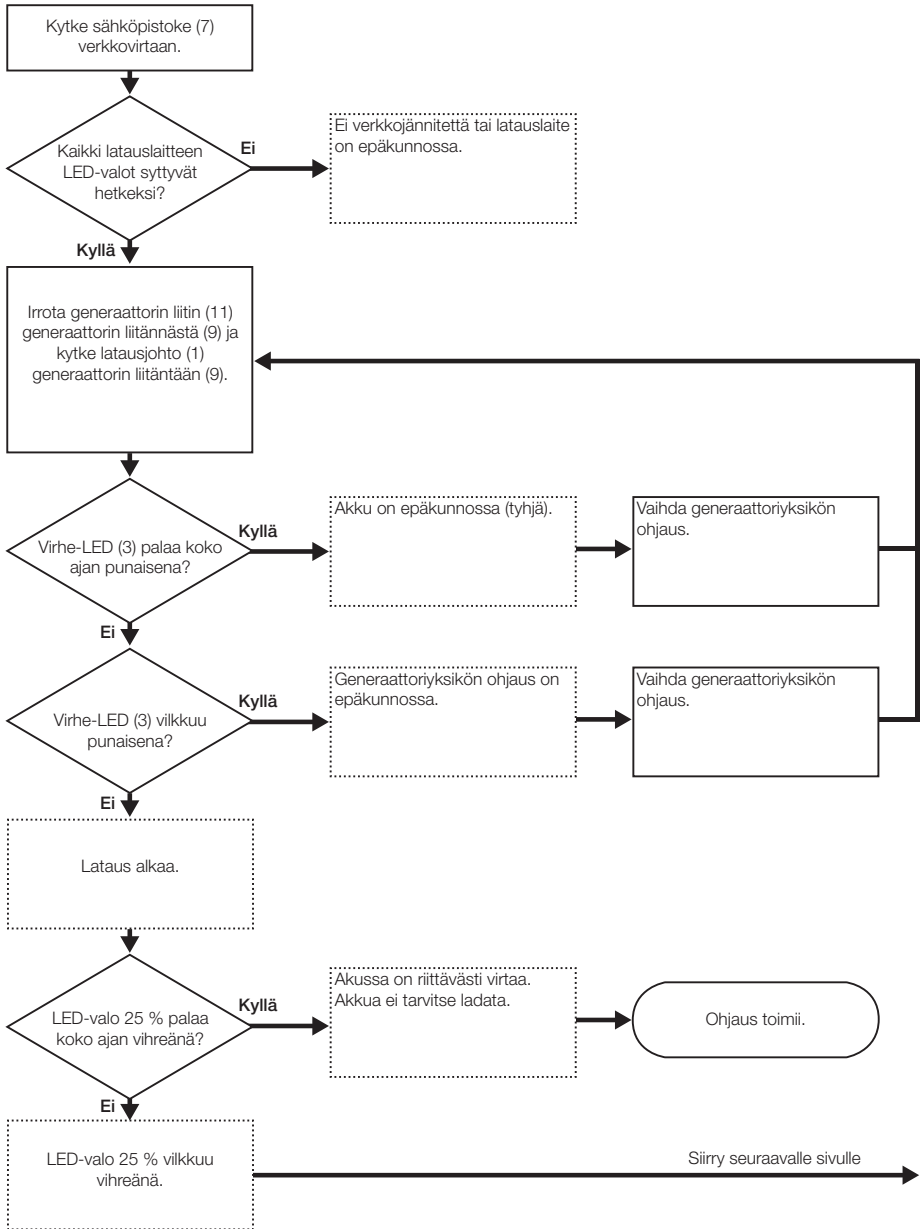 Kytke sähköpistoke (7)
verkkovirtaan.
Kaikki latauslaitteen
LED-valot syttyvät
hetkeksi?
Ei
Ei verkkojännitettä tai latauslaite
on epäkunnossa.
Kyllä
Irrota generaattorin liitin (11)
generaattorin liitännästä (9) ja
kytke latausjohto (1)
generaattorin liitäntään (9).
Virhe-LED (3) palaa koko
ajan punaisena?
Kyllä
Akku on epäkunnossa (tyhjä).
Vaihda generaattoriyksikön
ohjaus.
Ei
Virhe-LED (3) vilkkuu
punaisena?
Kyllä
Generaattoriyksikön ohjaus on
epäkunnossa.
Vaihda generaattoriyksikön
ohjaus.
Ei
Lataus alkaa.
LED-valo 25 % palaa
koko ajan vihreänä?
Kyllä
Akussa on riittävästi virtaa.
Akkua ei tarvitse ladata.
Ohjaus toimii.
Ei
LED-valo 25 % vilkkuu
vihreänä.
Siirry seuraavalle sivulle